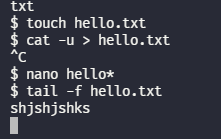 txt
$ touch hello.txt
$ cat -u > hello.txt
^C
$ nano hello*
$ tail -f hello.txt
shjshjshks